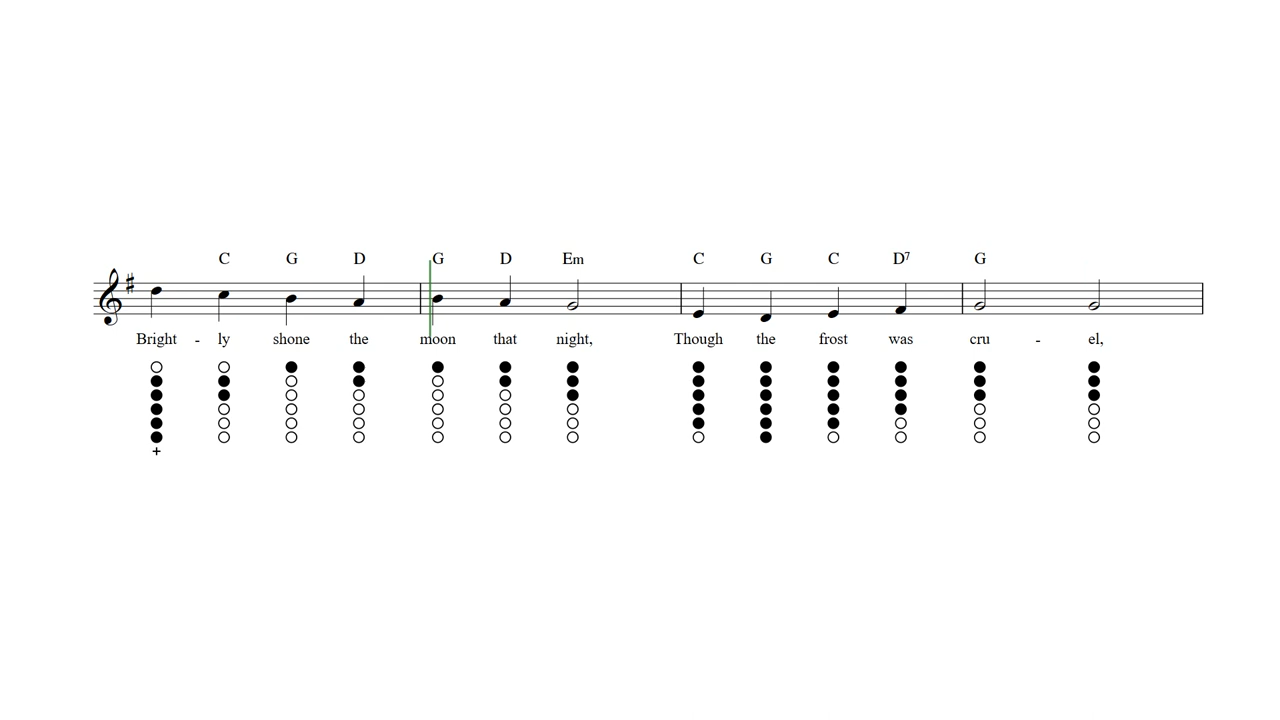 C G D G D Em C G C D⁷ G
Bright - ly shone the moon that night, Though the frost was cru - el,
+